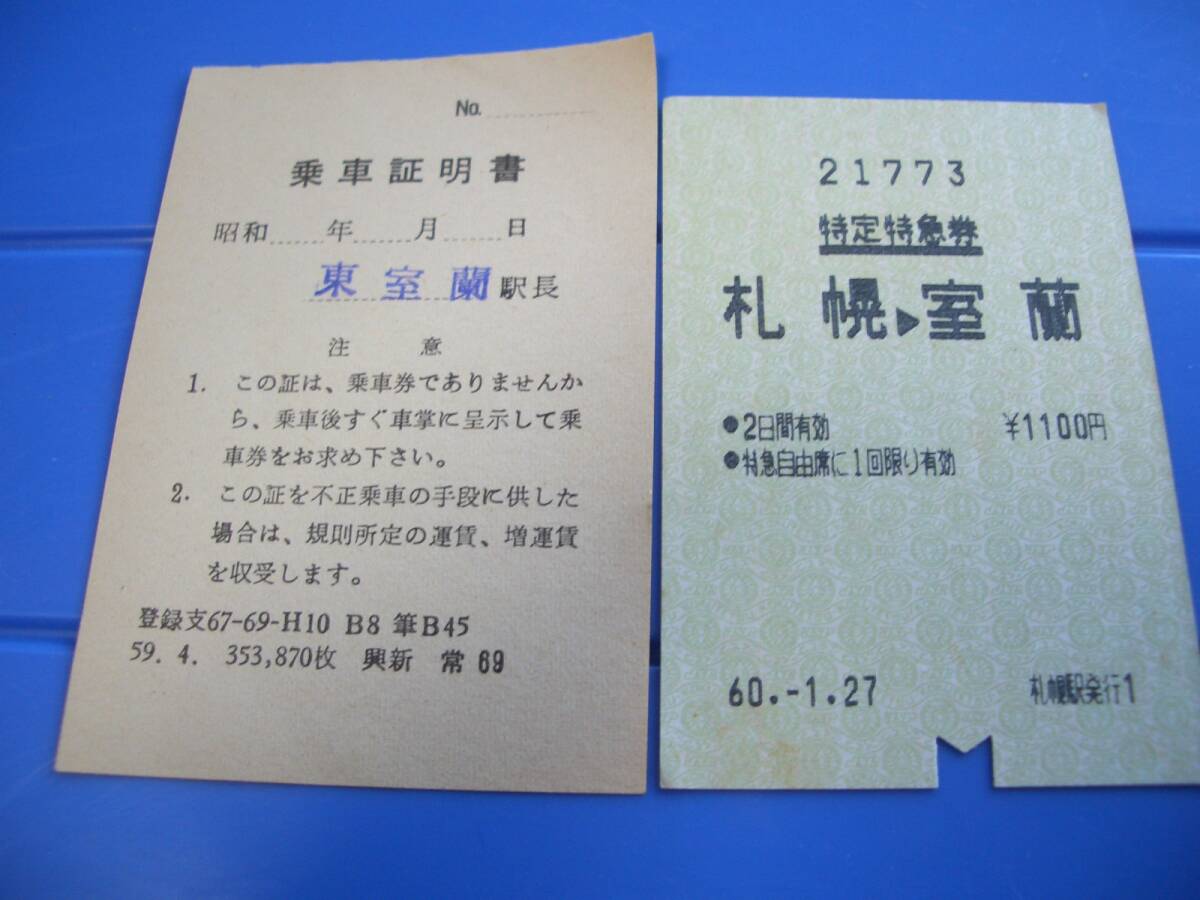 No.
乗車証明書
昭和 年 月 日
東室蘭駅長
注 意
1. この証は、乗車券でありませんか
ら、乗車後すぐ車掌に呈示して乗
車券をお求め下さい。
2. この証を不正乗車の手段に供した
場合は、規則所定の運賃、増運賃
を収受します。
登録支67-69-H10 B8 筆B45
59.4. 353,870枚 興新 常69
21773
特定特急券
札幌▶室蘭
●2日間有効 ¥1100円
●特急自由席に1回限り有効
60.-1.27 札幌駅発行1